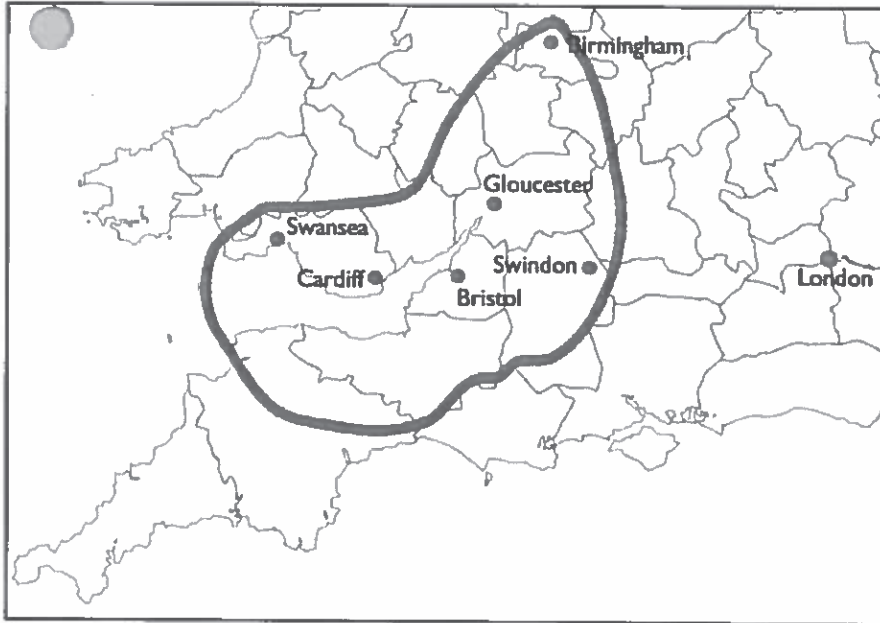 Birmingham
Gloucester
Swansea
Swindon
Cardiff
London
Bristol